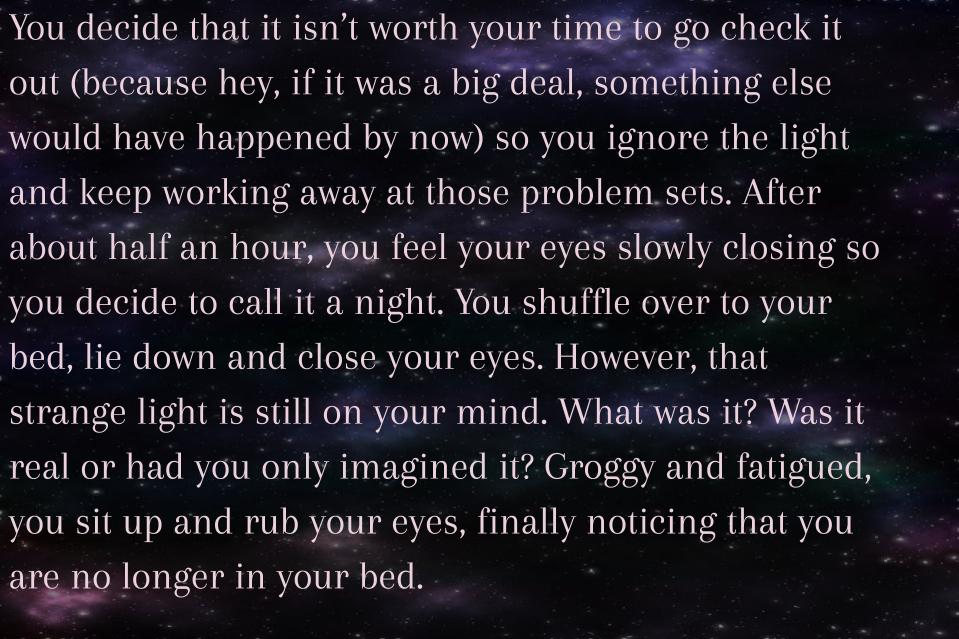 You decide that it isn’t worth your time to go check it
out (because hey, if it was a big deal, something else
would have happened by now) so you ignore the light
and keep working away at those problem sets. After
about half an hour, you feel your eyes slowly closing so
you decide to call it a night. You shuffle over to your
bed, lie down and close your eyes. However, that
strange light is still on your mind. What was it? Was it
real or had you only imagined it? Groggy and fatigued,
you sit up and rub your eyes, finally noticing that you
are no longer in your bed.